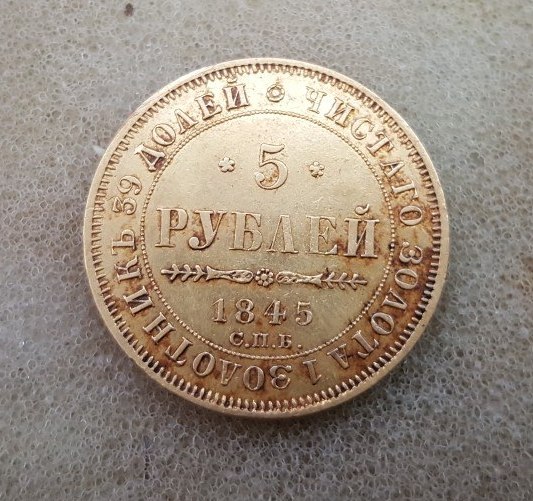 5
РУБЛЕЙ
1845
С.П.Б.
ЧИСТАГО ЗОЛОТА 1 ЗОЛОТНИКЪ 39 ДОЛЕЙ